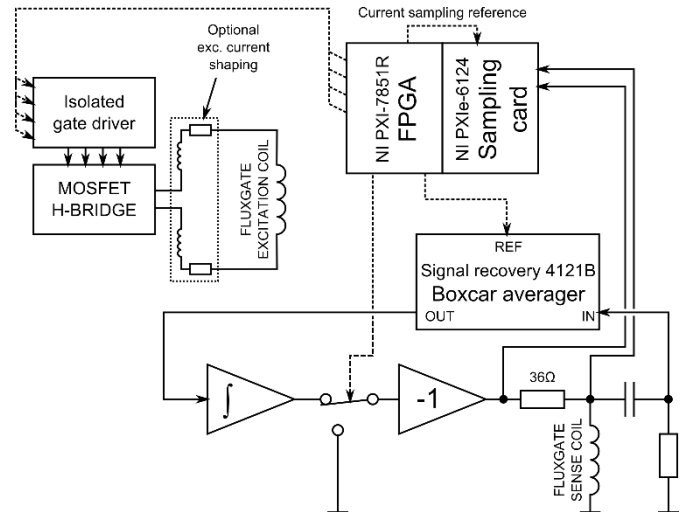 Current sampling reference
Optional
exc. current
shaping
Isolated
gate driver
MOSFET
H-BRIDGE
FLUXGATE
EXCITATION COIL
NI PXI-7851R
FPGA
NI PXIe-6124
Sampling
card
REF
Signal recovery 4121B
Boxcar averager
OUT
IN
∫
-1
36Ω
FLUXGATE
SENSE COIL